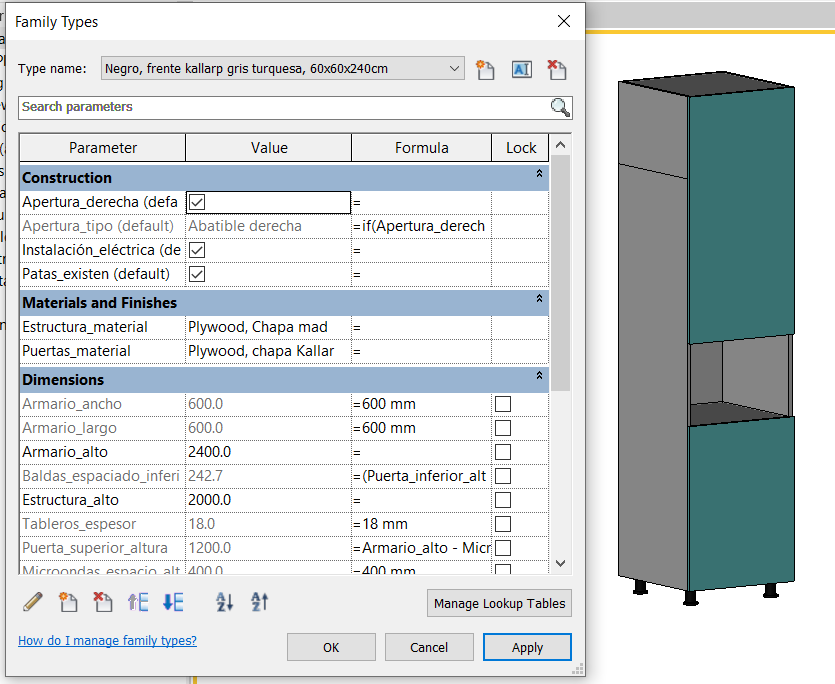 Family Types
Type name: Negro, frente kallarp gris turquesa, 60x60x240cm
Search parameters
Parameter Value Formula Lock
Construction
Apertura_derecha (defa =
Apertura_tipo (default) Abatible derecha =if(Apertura_derech
Instalación_eléctrica (de =
Patas_existen (default) =
Materials and Finishes
Estructura_material Plywood, Chapa mad =
Puertas_material Plywood, chapa Kallar =
Dimensions
Armario_ancho 600.0 =600 mm
Armario_largo 600.0 =600 mm
Armario_alto 2400.0 =
Baldas_espaciado_inferi 242.7 =(Puerta_inferior_alt
Estructura_alto 2000.0 =
Tableros_espesor 18.0 =18 mm
Puerta_superior_altura 1200.0 =Armario_alto - Micr
Microondas_espacio_alt 400.0 =400 mm
Manage Lookup Tables
How do I manage family types?
OK Cancel Apply